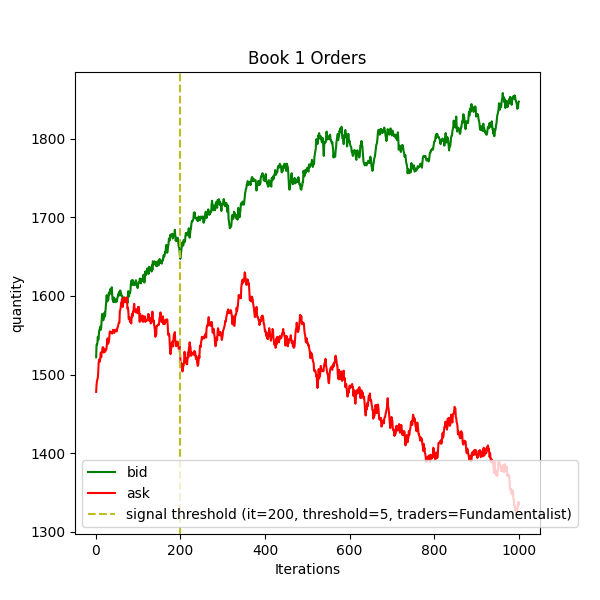 Book 1 Orders
quantity
1800
1700
1600
1500
1400
1300
bid
ask
signal threshold (it=200, threshold=5, traders=Fundamentalist)
0 200 400 600 800 1000
Iterations